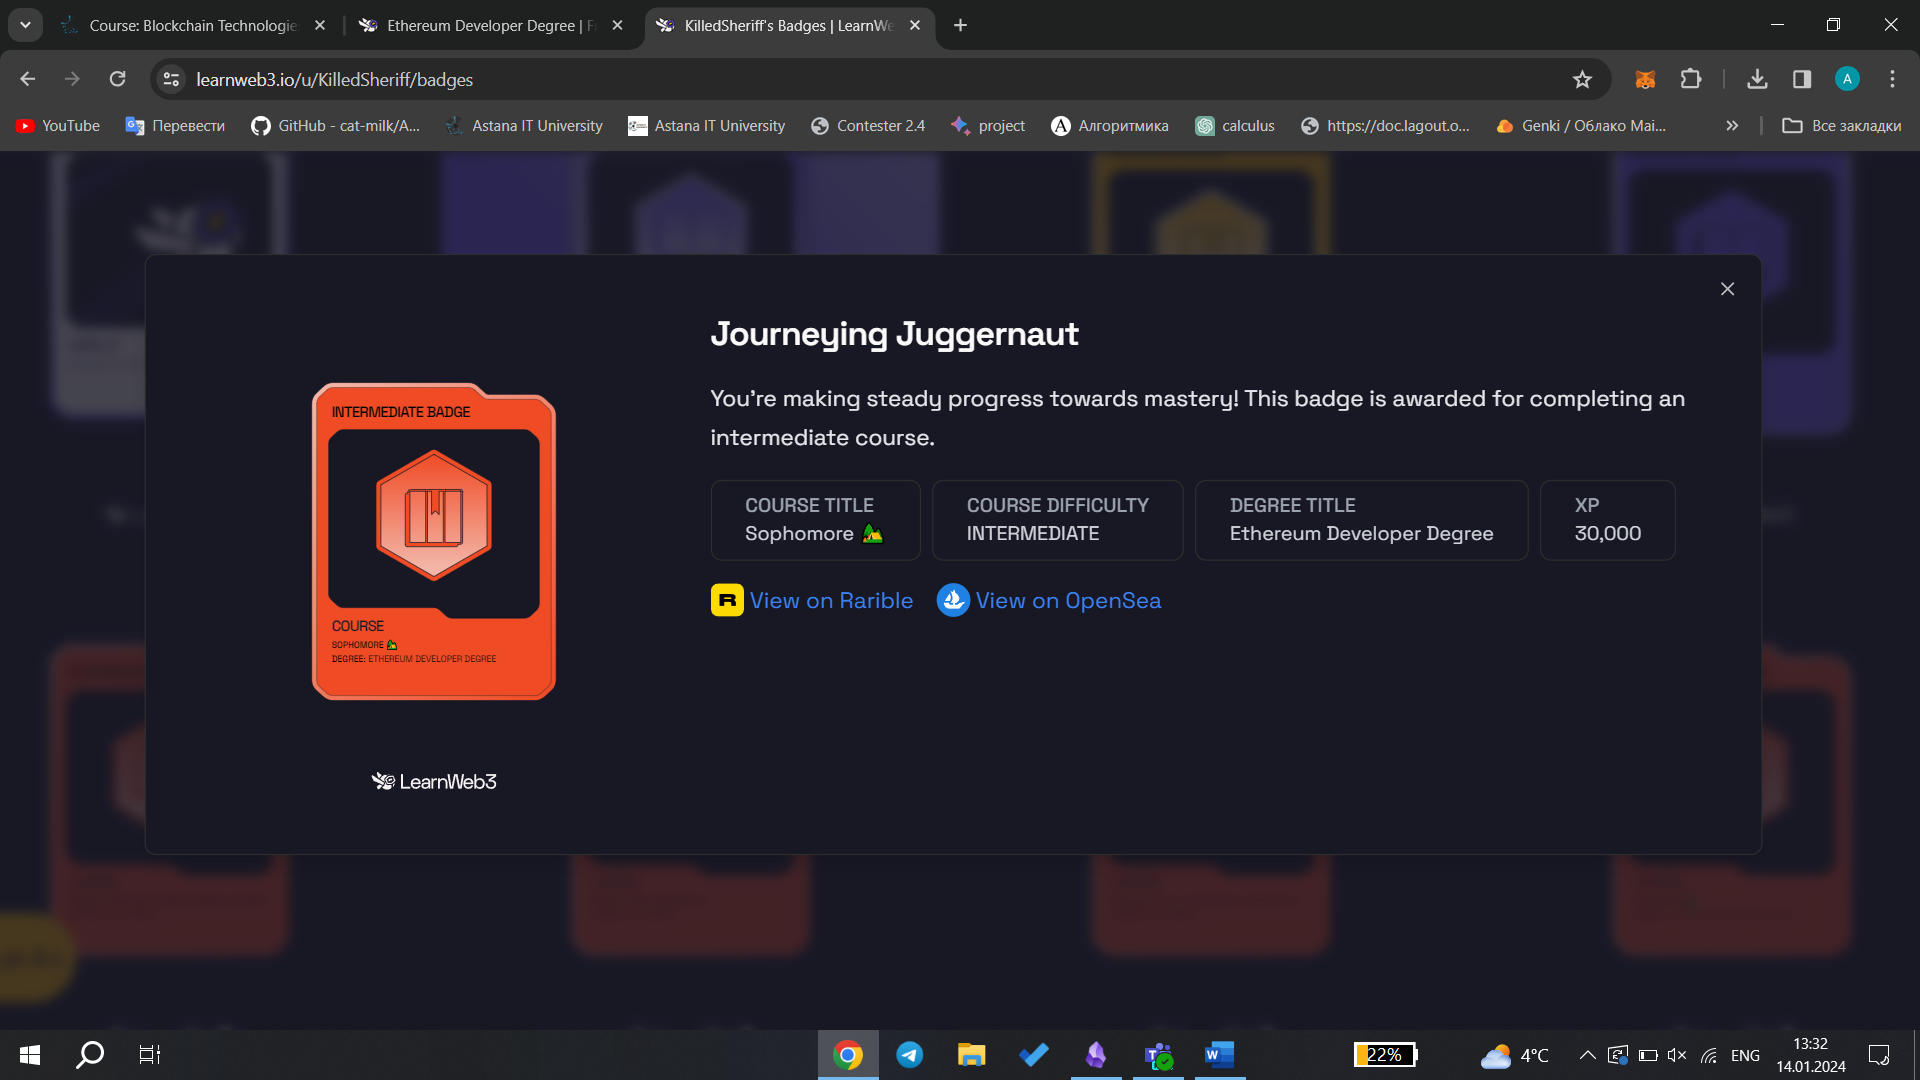 Course: Blockchain Technologie
Ethereum Developer Degree | F
KilledSheriff's Badges | LearnWe
learnweb3.io/u/KilledSheriff/badges
A
YouTube
Перевести
GitHub - cat-milk/A...
Astana IT University
Astana IT University
Contester 2.4
project
Алгоритмика
calculus
https://doc.lagout.o...
Genki / Облако Mai...
Все закладки
Journeying Juggernaut
You're making steady progress towards mastery! This badge is awarded for completing an
intermediate course.
COURSE TITLE
Sophomore
COURSE DIFFICULTY
INTERMEDIATE
DEGREE TITLE
Ethereum Developer Degree
XP
30,000
View on Rarible
View on OpenSea
INTERMEDIATE BADGE
COURSE
SOPHOMORE
DEGREE: ETHEREUM DEVELOPER DEGREE
LearnWeb3
22%
4°C
ENG
13:32
14.01.2024